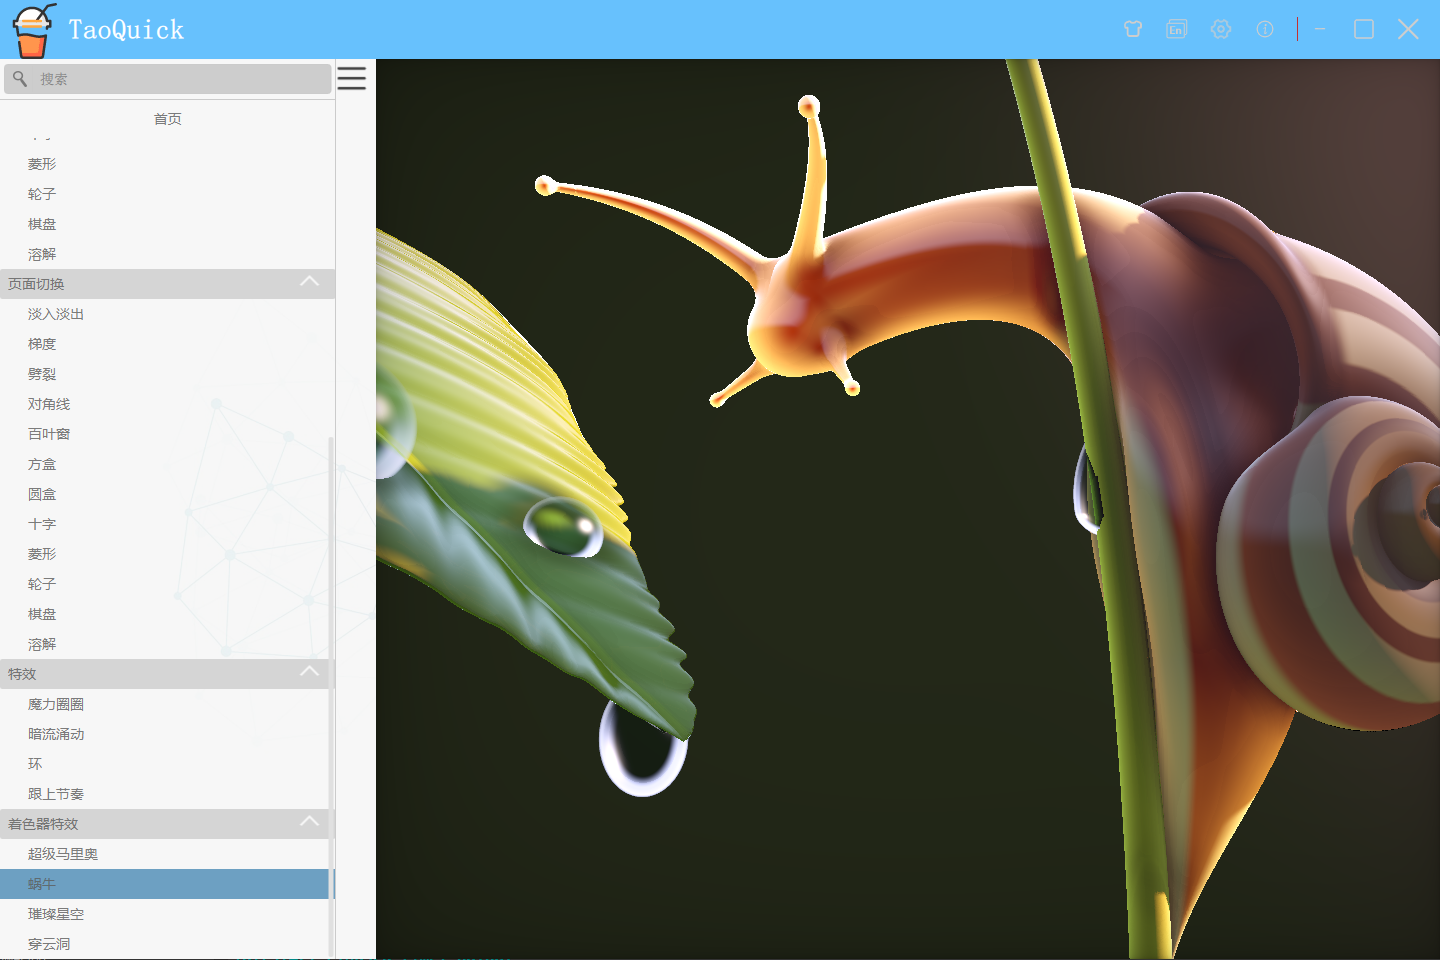 TaoQuick
En
搜索
首页
菱形
轮子
棋盘
溶解
页面切换
淡入淡出
梯度
劈裂
对角线
百叶窗
方盒
圆盒
十字
菱形
轮子
棋盘
溶解
特效
魔力圈圈
暗流涌动
环
跟上节奏
着色器特效
超级马里奥
蜗牛
璀璨星空
穿云洞